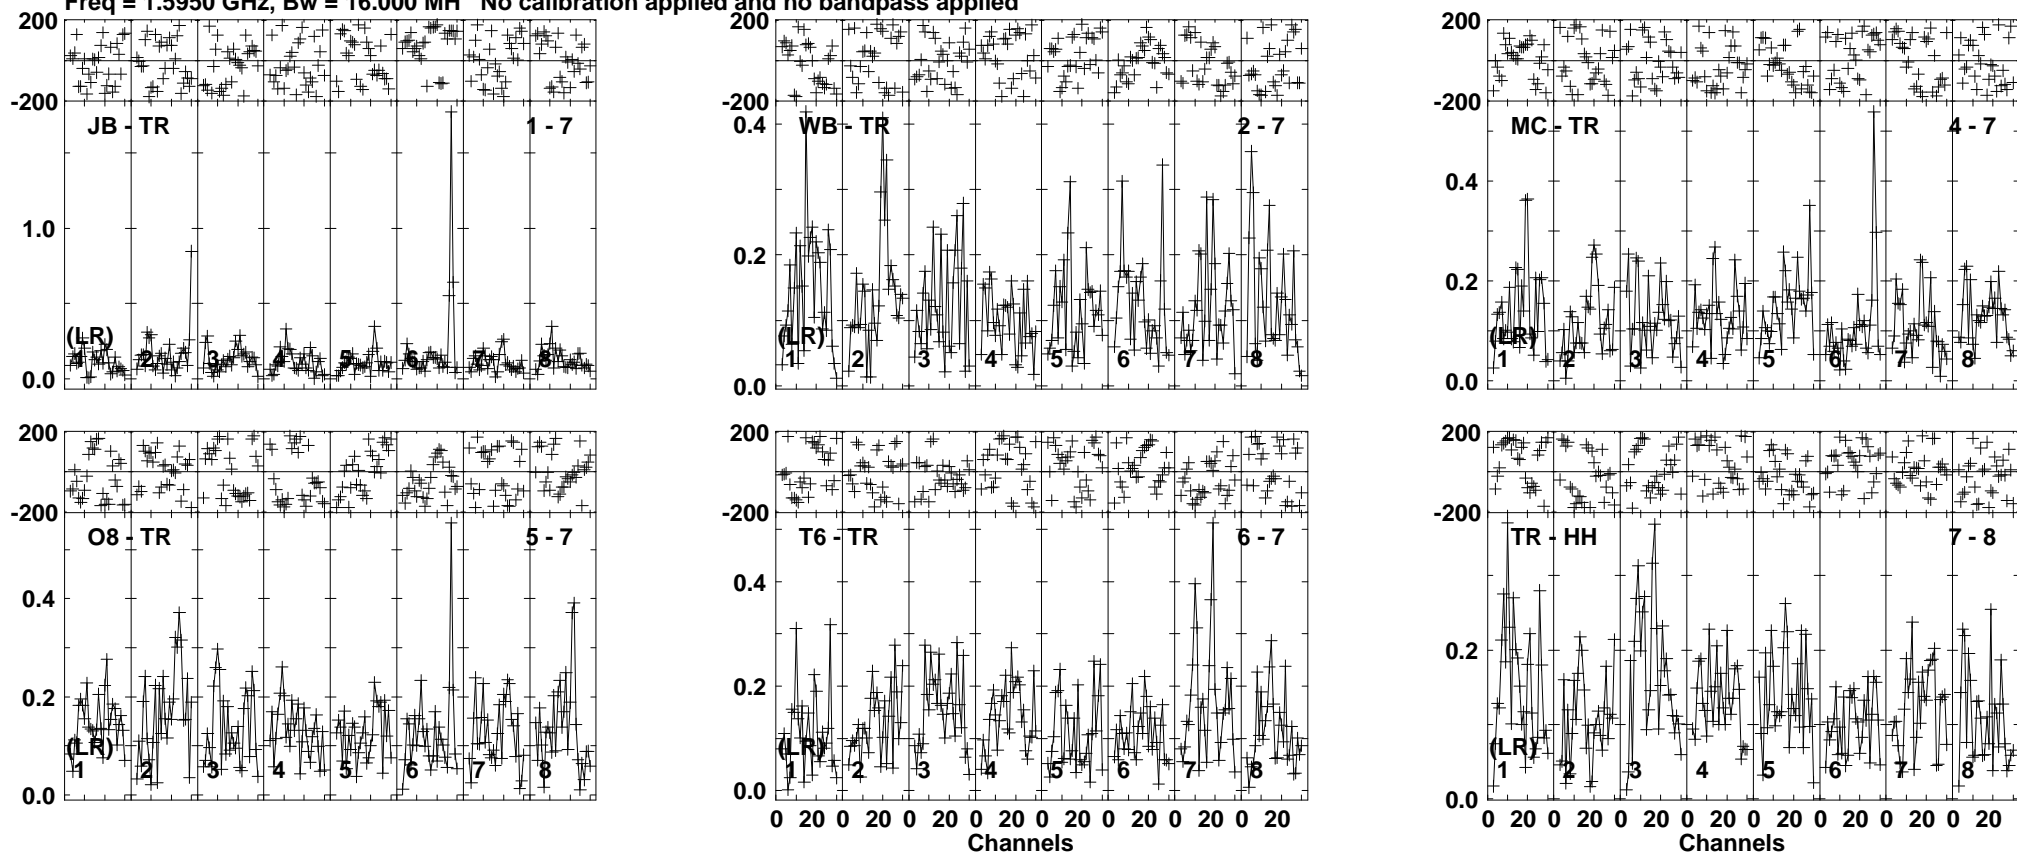 Freq = 1.5950 GHz, Bw = 16.000 MH No calibration applied and no bandpass applied
200
-200
JB - TR
1 - 7
1.0
0.0
(LR)
1 2 3 4 5 6 7 8
200
-200
WB - TR
2 - 7
0.4
0.2
0.0
(LR)
1 2 3 4 5 6 7 8
200
-200
MC - TR
4 - 7
0.4
0.2
0.0
(LR)
1 2 3 4 5 6 7 8
200
-200
O8 - TR
5 - 7
0.4
0.2
0.0
(LR)
1 2 3 4 5 6 7 8
200
-200
T6 - TR
6 - 7
0.4
0.2
0.0
(LR)
1 2 3 4 5 6 7 8
0 20 0 20 0 20 0 20 0 20 0 20 0 20 0 20
Channels
200
-200
TR - HH
7 - 8
0.2
0.0
(LR)
1 2 3 4 5 6 7 8
0 20 0 20 0 20 0 20 0 20 0 20 0 20 0 20
Channels